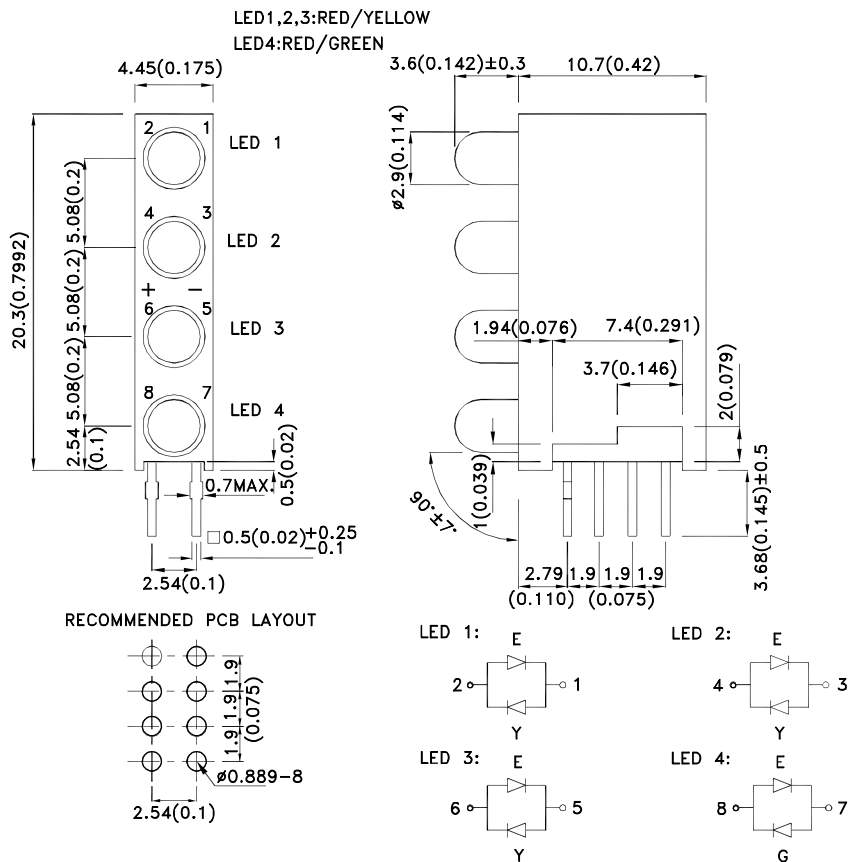 LED1,2,3:RED/YELLOW
LED4:RED/GREEN
4.45(0.175)
3.6(0.142)±0.3
10.7(0.42)
2 1
LED 1
ø2.9(0.114)
5.08(0.2)
4 3
LED 2
20.3(0.7992)
5.08(0.2)
+ −
6 5
LED 3
1.94(0.076)
7.4(0.291)
5.08(0.2)
3.7(0.146)
2(0.079)
8 7
LED 4
2.54
(0.1)
0.5(0.02)
0.7MAX.
1(0.039)
90°±7°
3.68(0.145)±0.5
□0.5(0.02)+0.25
−0.1
2.54(0.1)
2.79
(0.110)
1.9
1.9
1.9
(0.075)
RECOMMENDED PCB LAYOUT
1.9
1.9
1.9
(0.075)
ø0.889−8
2.54(0.1)
LED 1:
E
2 1
Y
LED 2:
E
4 3
Y
LED 3:
E
6 5
Y
LED 4:
E
8 7
G